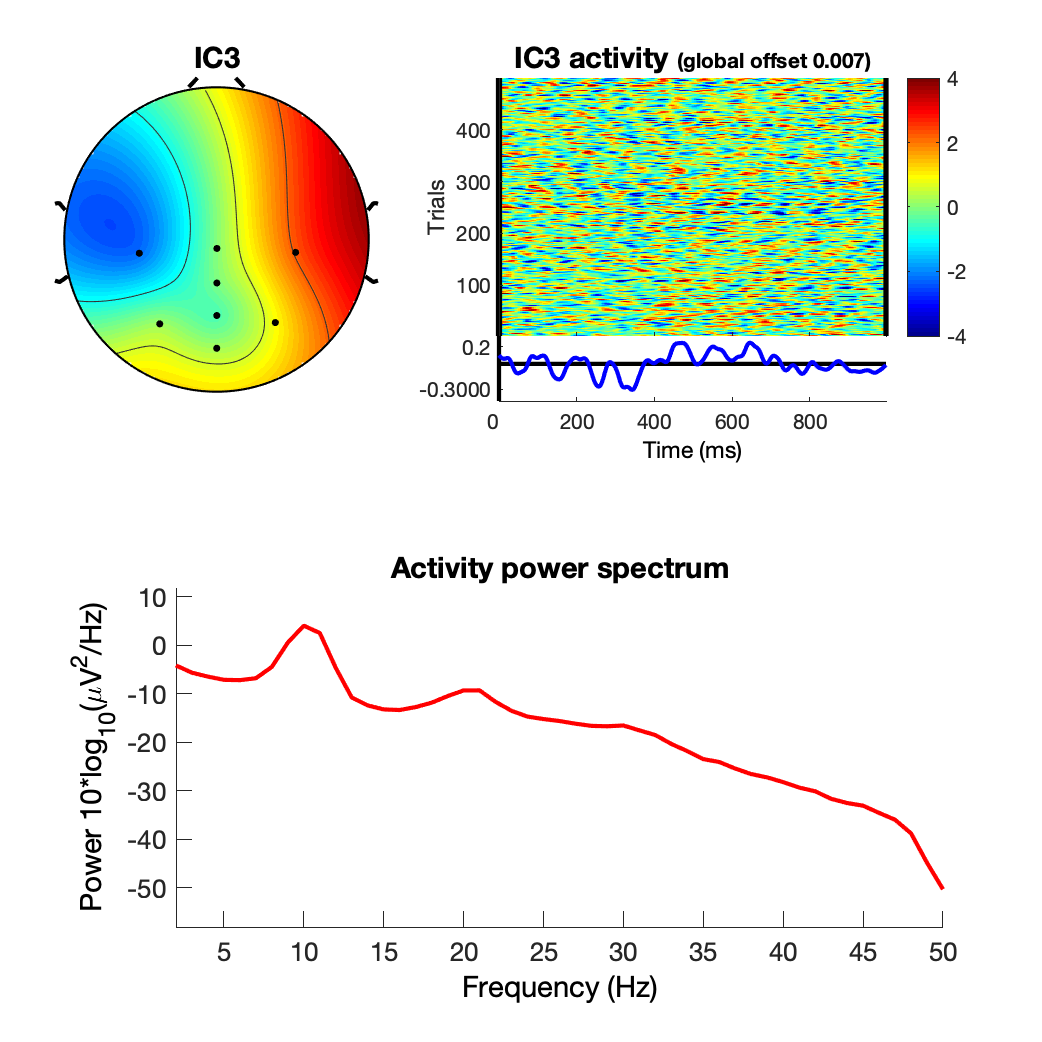 IC3
IC3 activity (global offset 0.007)
Trials
400
300
200
100
4
2
0
-2
-4
0.2
-0.3000
0 200 400 600 800
Time (ms)
Activity power spectrum
Power 10*log10(μV2/Hz)
10
0
-10
-20
-30
-40
-50
5 10 15 20 25 30 35 40 45 50
Frequency (Hz)